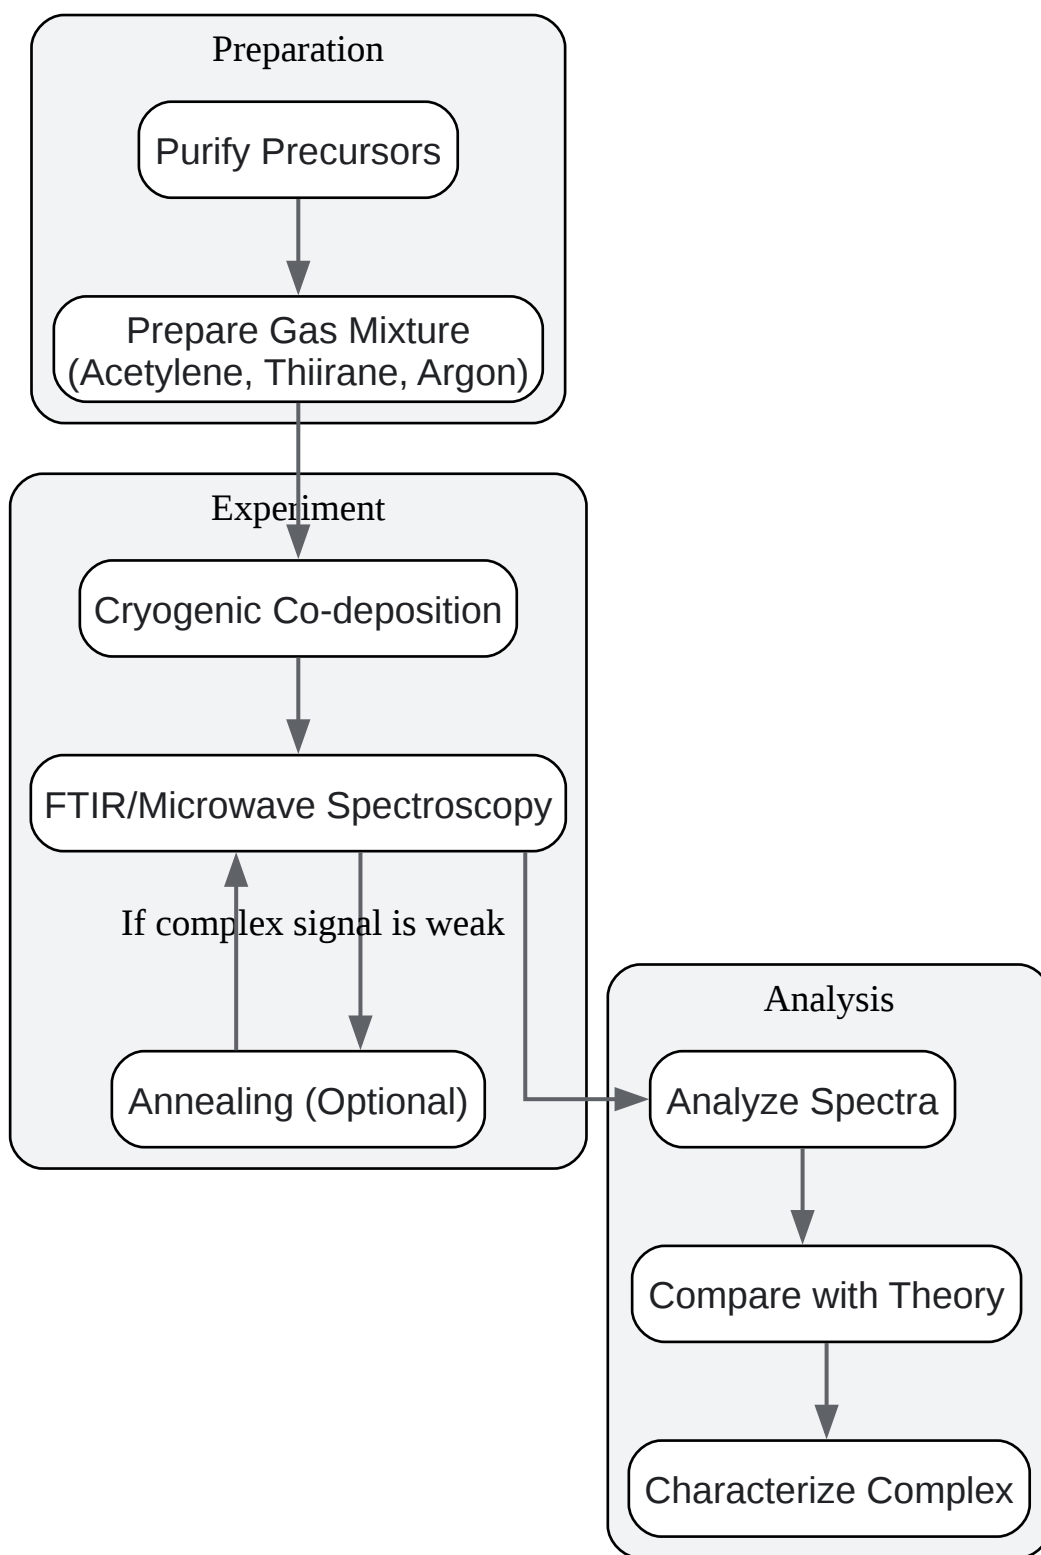 Preparation
Purify Precursors
Prepare Gas Mixture
(Acetylene, Thiirane, Argon)
Experiment
Cryogenic Co-deposition
FTIR/Microwave Spectroscopy
If complex signal is weak
Annealing (Optional)
Analysis
Analyze Spectra
Compare with Theory
Characterize Complex